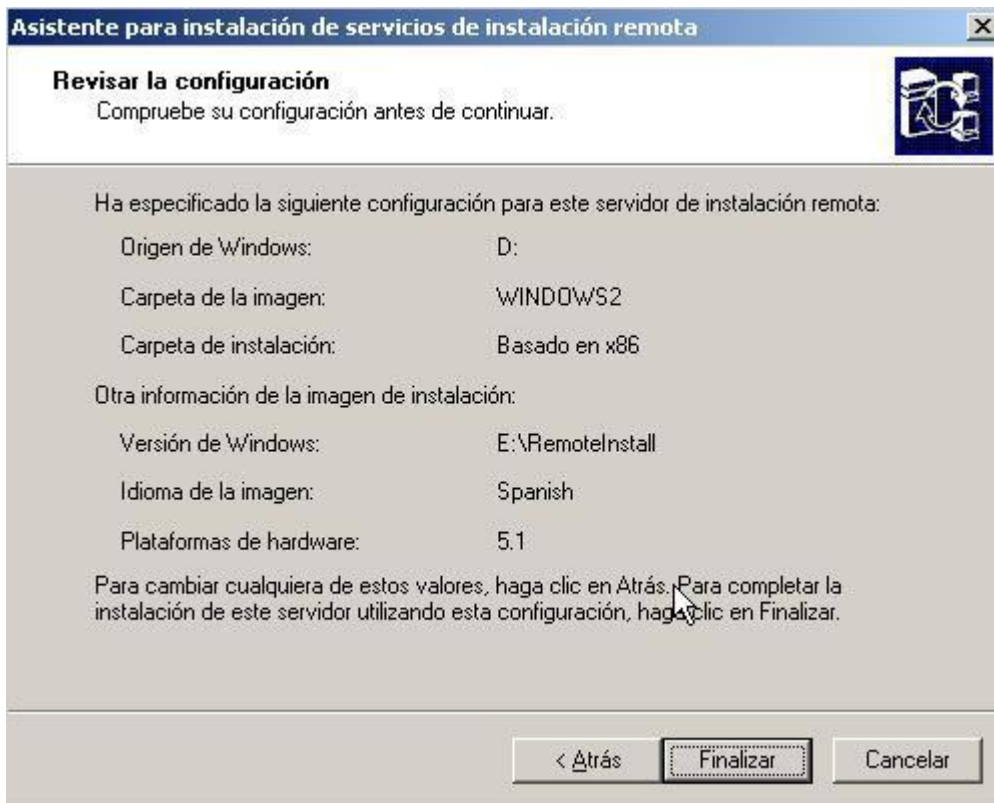 Asistente para instalación de servicios de instalación remota
Revisar la configuración
Compruebe su configuración antes de continuar.
Ha especificado la siguiente configuración para este servidor de instalación remota:
Origen de Windows: D:
Carpeta de la imagen: WINDOWS2
Carpeta de instalación: Basado en x86
Otra información de la imagen de instalación:
Versión de Windows: E:\RemoteInstall
Idioma de la imagen: Spanish
Plataformas de hardware: 5.1
Para cambiar cualquiera de estos valores, haga clic en Atrás. Para completar la
instalación de este servidor utilizando esta configuración, haga clic en Finalizar.
< Atrás Finalizar Cancelar